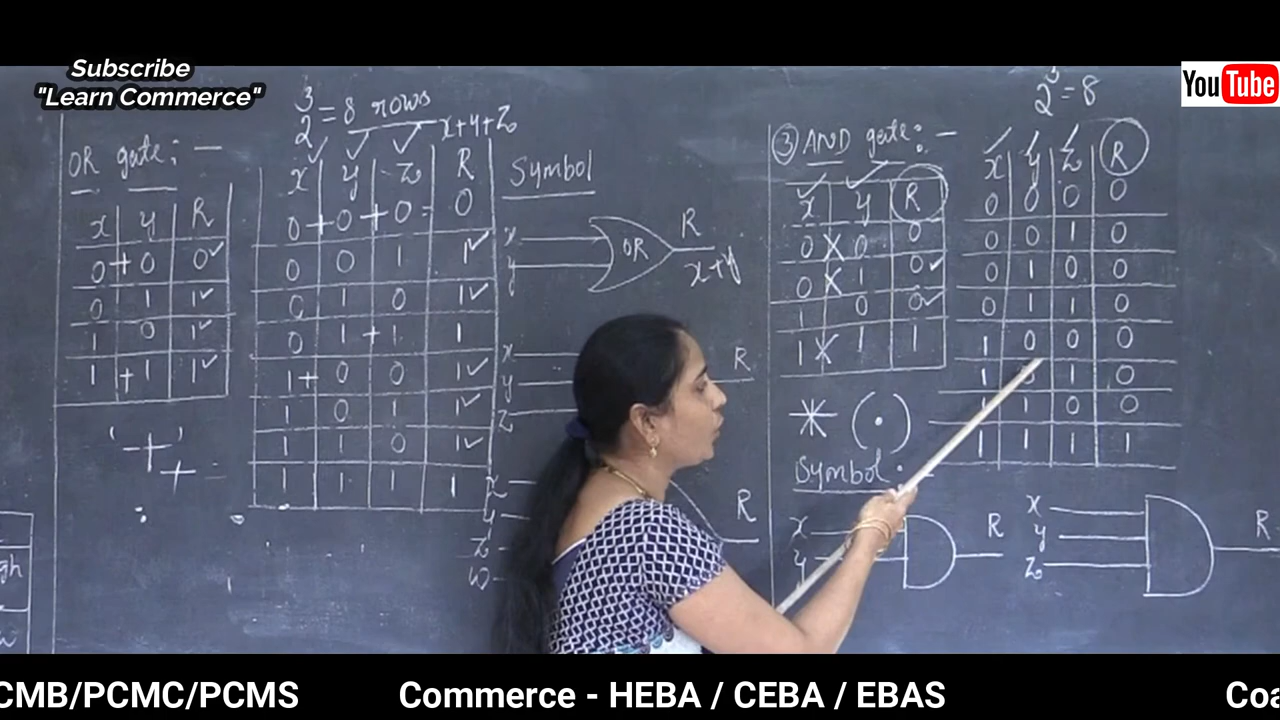 Subscribe
"Learn Commerce"
YouTube
2³ = 8 rows
OR gate: —
x y R
0 + 0 0✓
0 1 1✓
1 0 1✓
1 + 1 1✓
'+'
+
x+y+z
x y z R
0 + 0 + 0 = 0
0 0 1 1✓
0 1 0 1✓
0 1 + 1 1
1 + 0 0 1✓
1 0 1 1✓
1 1 0 1✓
1 1 1 1
Symbol
x
y
OR
R
x+y
x
y
z
R
x
y
z
w
R
③ AND gate: —
x y R
0 x 0 0
0 x 1 0✓
1 0 0✓
1 x 1 1
* (·)
Symbol:
x
y
R
2³ = 8
x y z R
0 0 0 0
0 0 1 0
0 1 0 0
0 1 1 0
1 0 0 0
1 0 1 0
1 1 0 0
1 1 1 1
x
y
z
R
gh
w
CMB/PCMC/PCMS Commerce - HEBA / CEBA / EBAS Coa